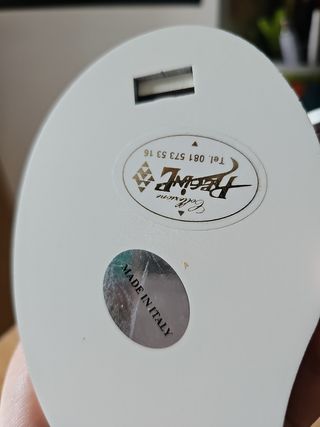 Collezione
REGINE
Tel. 081 573 53 16
MADE IN ITALY